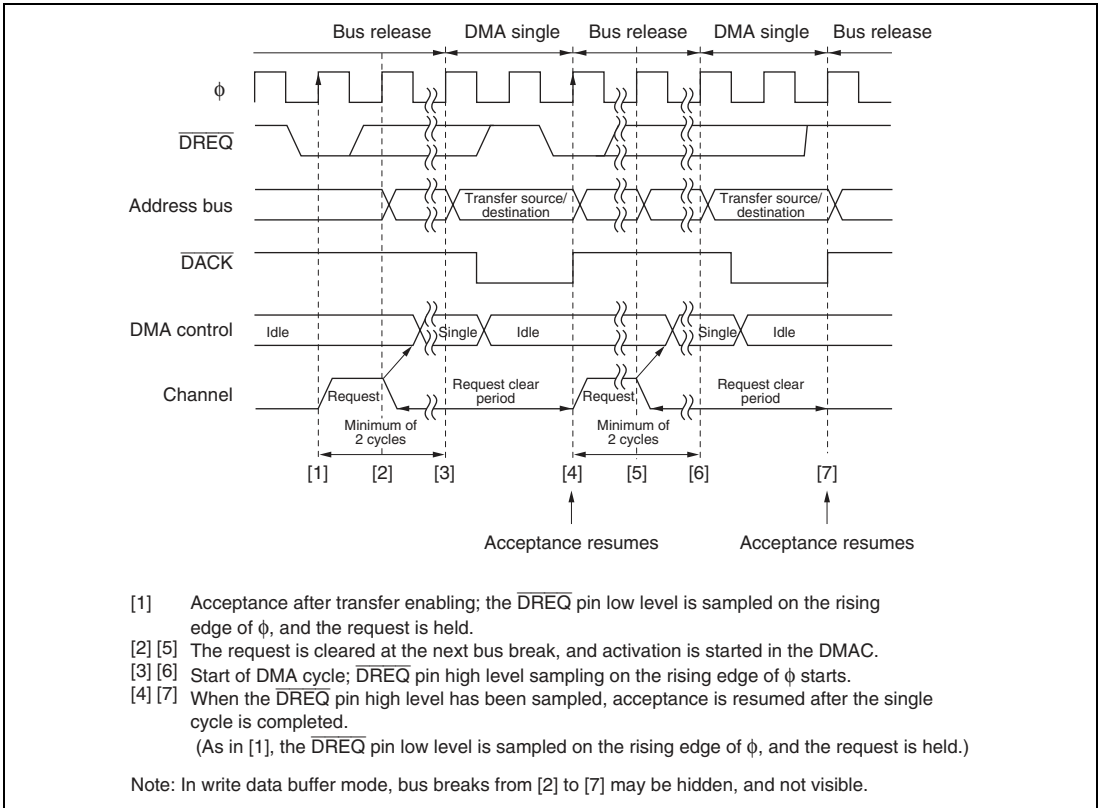 Bus release DMA single Bus release DMA single Bus release
ϕ
DREQ
Address bus
Transfer source/
destination
Transfer source/
destination
DACK
DMA control
Idle Single Idle Single Idle
Channel
Request
Request clear
period
Request
Request clear
period
Minimum of
2 cycles
Minimum of
2 cycles
[1] [2] [3] [4] [5] [6] [7]
Acceptance resumes Acceptance resumes
[1] Acceptance after transfer enabling; the DREQ pin low level is sampled on the rising
edge of ϕ, and the request is held.
[2] [5] The request is cleared at the next bus break, and activation is started in the DMAC.
[3] [6] Start of DMA cycle; DREQ pin high level sampling on the rising edge of ϕ starts.
[4] [7] When the DREQ pin high level has been sampled, acceptance is resumed after the single
cycle is completed.
(As in [1], the DREQ pin low level is sampled on the rising edge of ϕ, and the request is held.)
Note: In write data buffer mode, bus breaks from [2] to [7] may be hidden, and not visible.